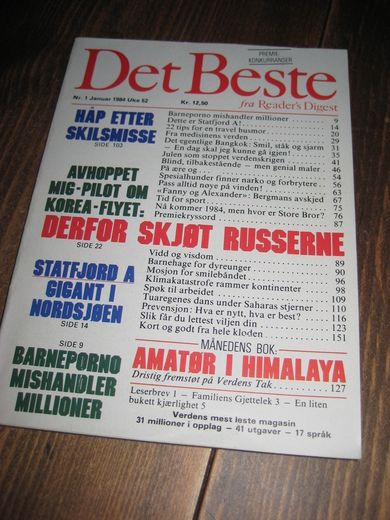 PREMIE-
KONKURRANSER
Det Beste
fra Reader's Digest
Nr. 1 Januar 1984 Uke 52
Kr. 12,50
HÅP ETTER
SKILSMISSE
SIDE 103
AVHOPPET
MIG-PILOT OM
KOREA-FLYET:
Barneporno mishandler millioner 9
Dette er Statfjord A! 14
22 tips for en travel husmor 20
Fra medisinens verden 29
Det egentlige Bangkok: Smil, ståk og sjarm 31
– En dag skal jeg kunne gå igjen! 35
Julen som stoppet verdenskrigen 41
Blind, tilbakestående – men genial maler 46
På ære og 54
Spesialhunder finner narko og forbrytere 56
Pass alltid nøye på vinden! 63
«Fanny og Alexander»: Bergmans avskjed 67
Tid for sport 75
Nå kommer 1984, men hvor er Store Bror? 76
Premiekryssord 87
DERFOR SKJØT RUSSERNE
SIDE 22
STATFJORD A
GIGANT I
NORDSJØEN
SIDE 14
SIDE 9
BARNEPORNO
MISHANDLER
MILLIONER
Vidd og visdom 89
Barnehage for dyreunger 90
Mosjon for smilebåndet 96
Klimakatastrofe rammer kontinenter 98
Spøk til arbeidet 109
Tuaregenes dans under Saharas stjerner 110
Prevensjon: Hva er nytt, hva er best? 116
Slik får du lettest viljen din 123
Kort og godt fra hele kloden 151
MÅNEDENS BOK:
AMATØR I HIMALAYA
Dristig fremstøt på Verdens Tak 127
Leserbrev 1 – Familiens Gjettelek 3 – En liten
bukett kjærlighet 5
Verdens mest leste magasin
31 millioner i opplag – 41 utgaver – 17 språk